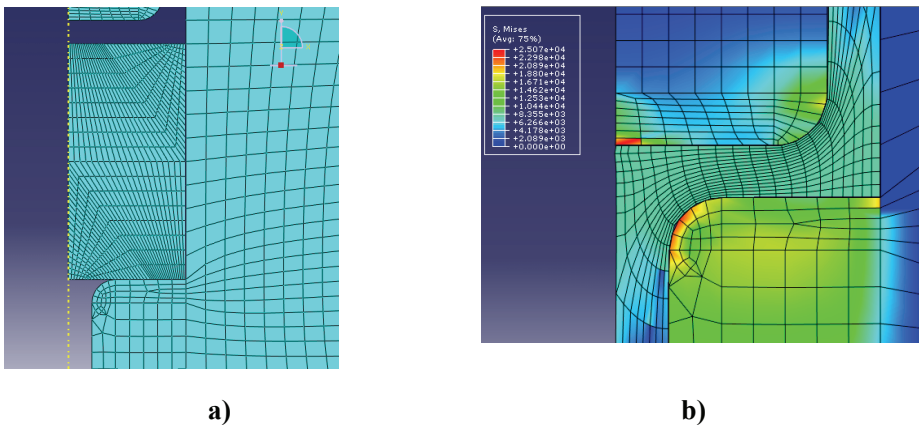 S, Mises
(Avg: 75%)
+2.507e+04
+2.298e+04
+2.089e+04
+1.880e+04
+1.671e+04
+1.462e+04
+1.253e+04
+1.044e+04
+8.355e+03
+6.266e+03
+4.178e+03
+2.089e+03
+0.000e+00
a)
b)